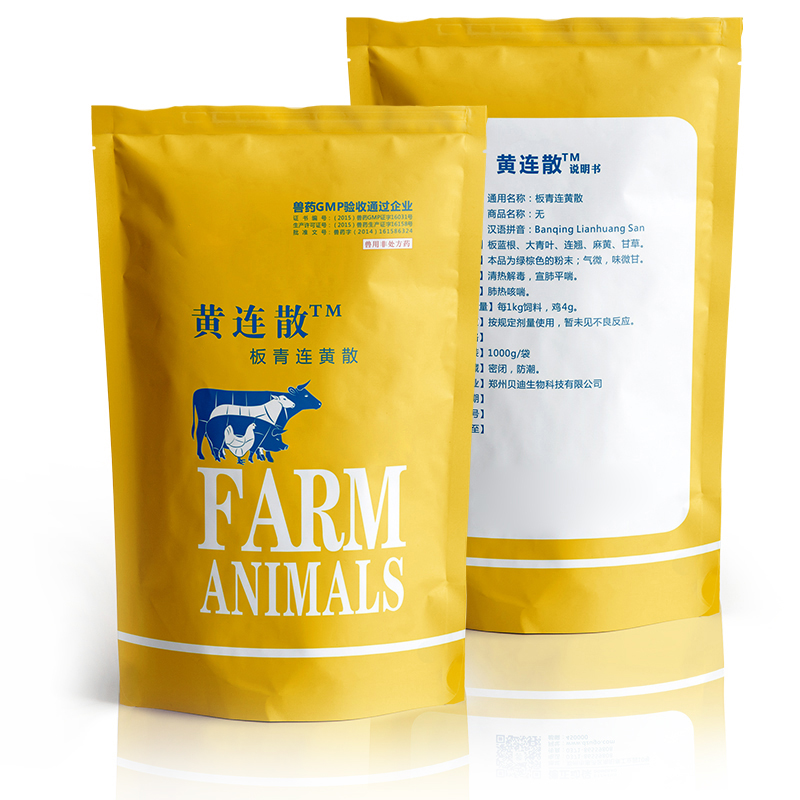 兽药GMP验收通过企业
证 书 编 号:(2015)兽药GMP证字16031号
生产许可证号:(2015)兽药生产证字16158号
批 准 文 号:兽药字(2014)161586324
兽用非处方药
黄连散TM
板青连黄散
FARM
ANIMALS
黄连散TM说明书
通用名称:板青连黄散
商品名称:无
汉语拼音:Banqing Lianhuang San
】板蓝根、大青叶、连翘、麻黄、甘草。
】本品为绿棕色的粉末;气微,味微甘。
】清热解毒,宣肺平喘。
】肺热咳喘。
量】每1kg饲料,鸡4g。
】按规定剂量使用,暂未见不良反应。
】
】1000g/袋
】密闭,防潮。
业】郑州贝迪生物科技有限公司
期】
号】
至】